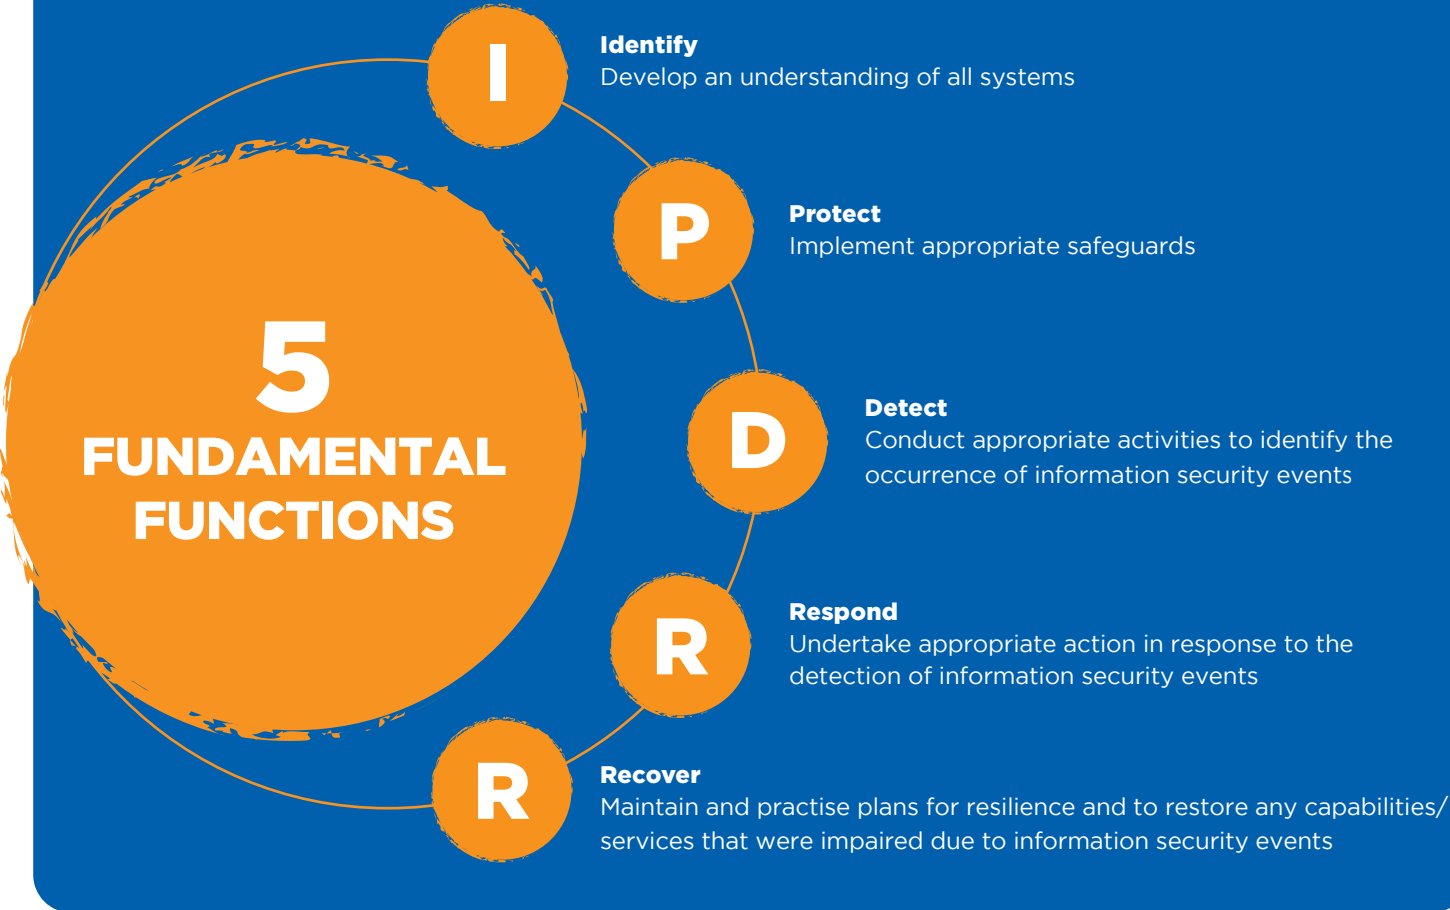 5
FUNDAMENTAL
FUNCTIONS
I
Identify
Develop an understanding of all systems
P
Protect
Implement appropriate safeguards
D
Detect
Conduct appropriate activities to identify the
occurrence of information security events
R
Respond
Undertake appropriate action in response to the
detection of information security events
R
Recover
Maintain and practise plans for resilience and to restore any capabilities/
services that were impaired due to information security events